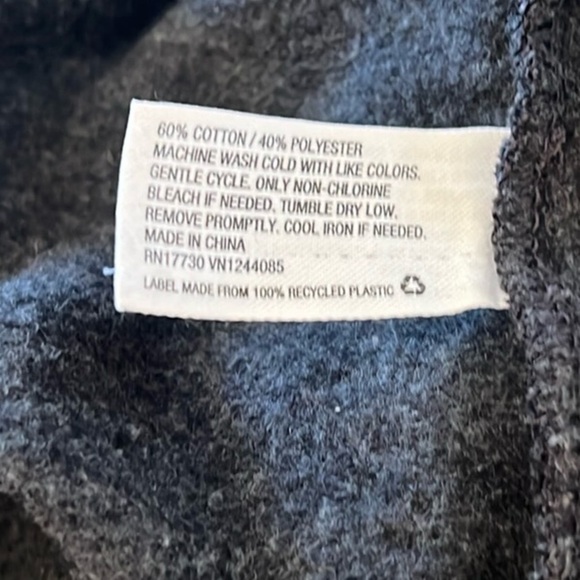 60% COTTON / 40% POLYESTER
MACHINE WASH COLD WITH LIKE COLORS.
GENTLE CYCLE. ONLY NON-CHLORINE
BLEACH IF NEEDED. TUMBLE DRY LOW.
REMOVE PROMPTLY. COOL IRON IF NEEDED.
MADE IN CHINA
RN17730 VN1244085
LABEL MADE FROM 100% RECYCLED PLASTIC